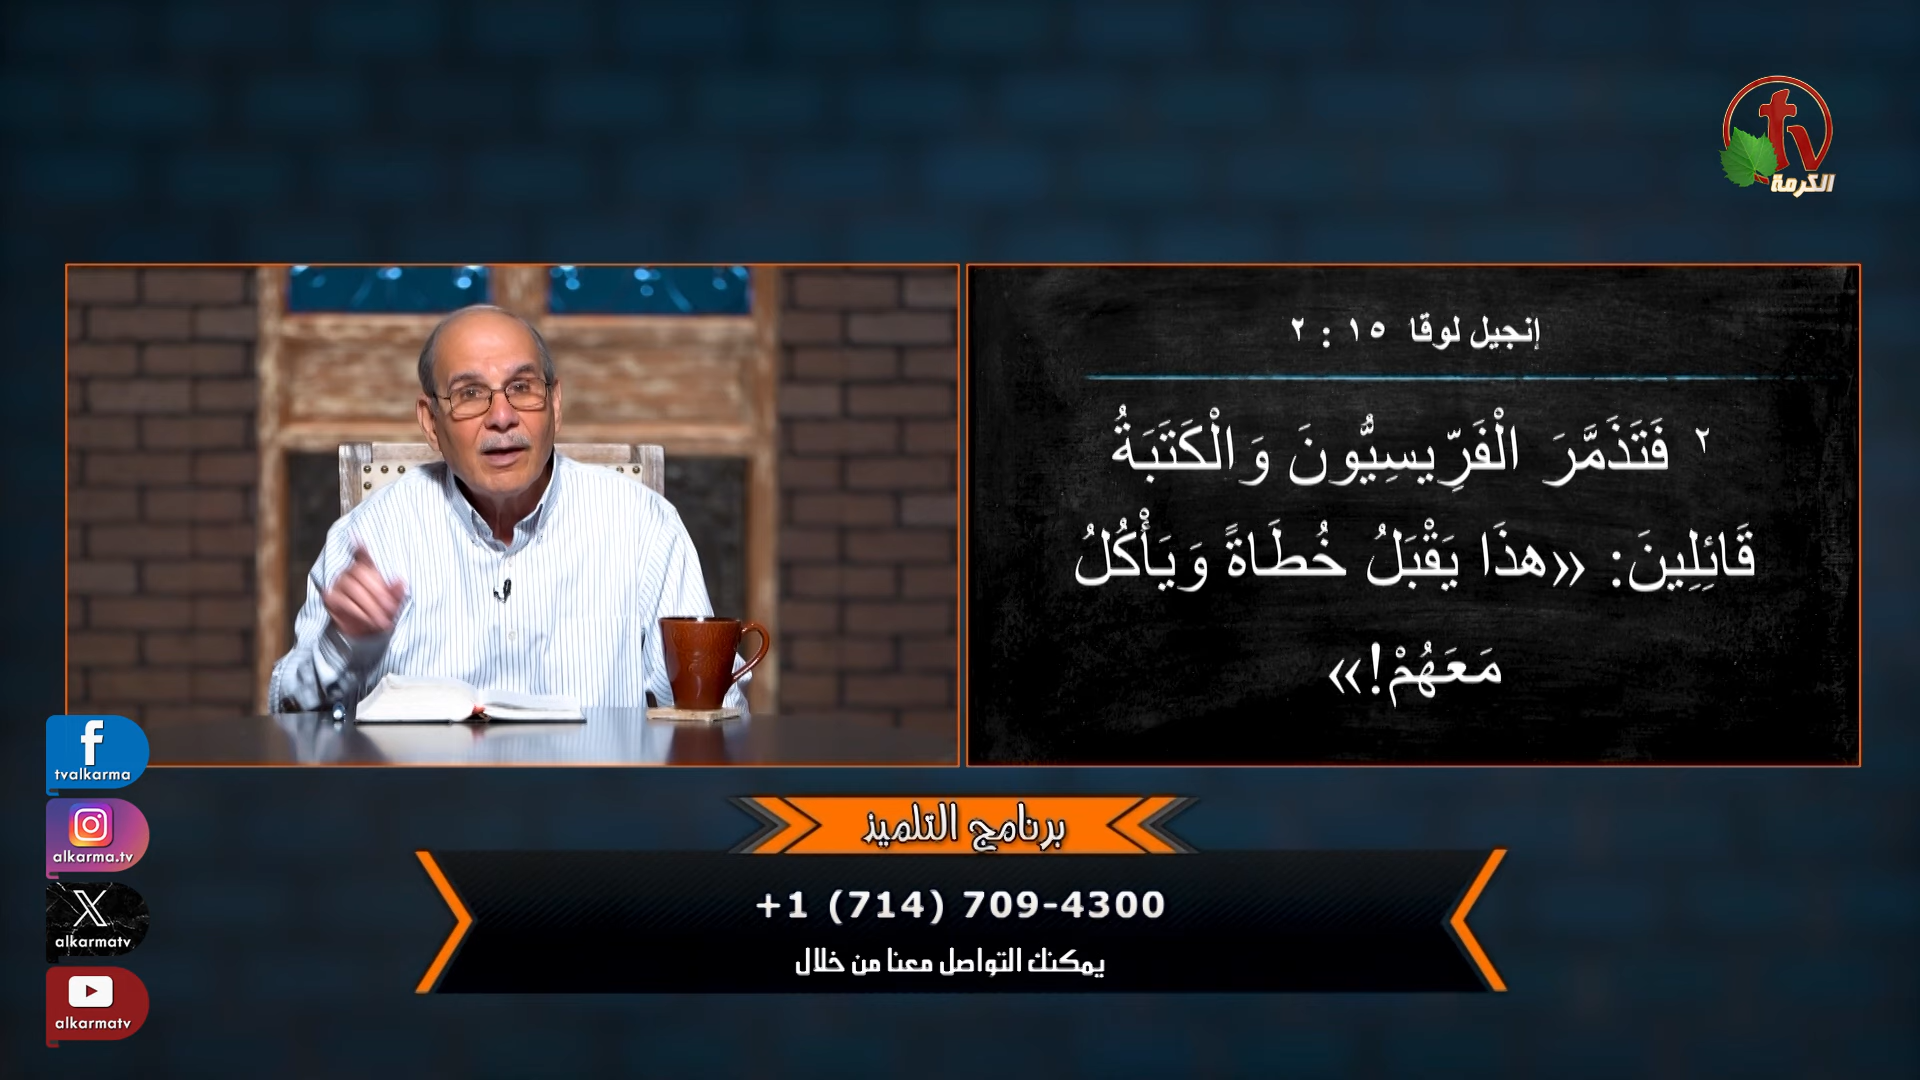 tv
الكرمة
إنجيل لوقا ١٥ : ٢
٢ فَتَذَمَّرَ الْفَرِّيسِيُّونَ وَالْكَتَبَةُ
قَائِلِينَ: «هذَا يَقْبَلُ خُطَاةً وَيَأْكُلُ
مَعَهُمْ!»
f
tvalkarma
alkarma.tv
X
alkarmatv
alkarmatv
برنامج التلميذ
+1 (714) 709-4300
يمكنك التواصل معنا من خلال